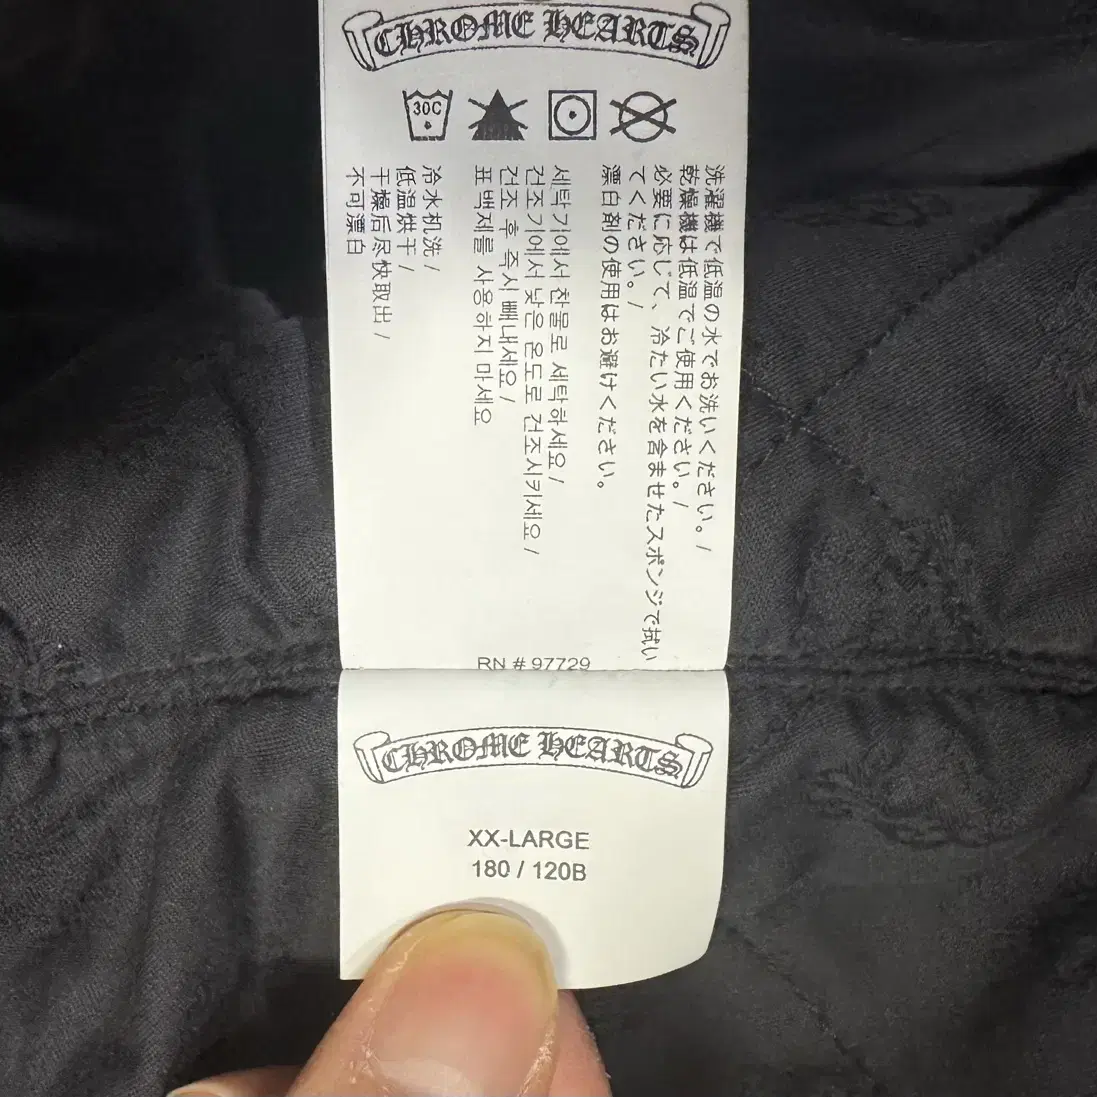 CHROME HEARTS
30C
洗濯機で低温の水でお洗いください。/
乾燥機は低温でご使用ください。/
必要に応じて、冷たい水を含ませたスポンジで拭い
てください。/
漂白剤の使用はお避けください。
세탁기에서 찬물로 세탁하세요/
건조기에서 낮은 온도로 건조시키세요/
건조 후 즉시 빼내세요/
표백제를 사용하지 마세요
冷水机洗/
低温烘干/
干燥后尽快取出/
不可漂白
RN # 97729
CHROME HEARTS
XX-LARGE
180 / 120B